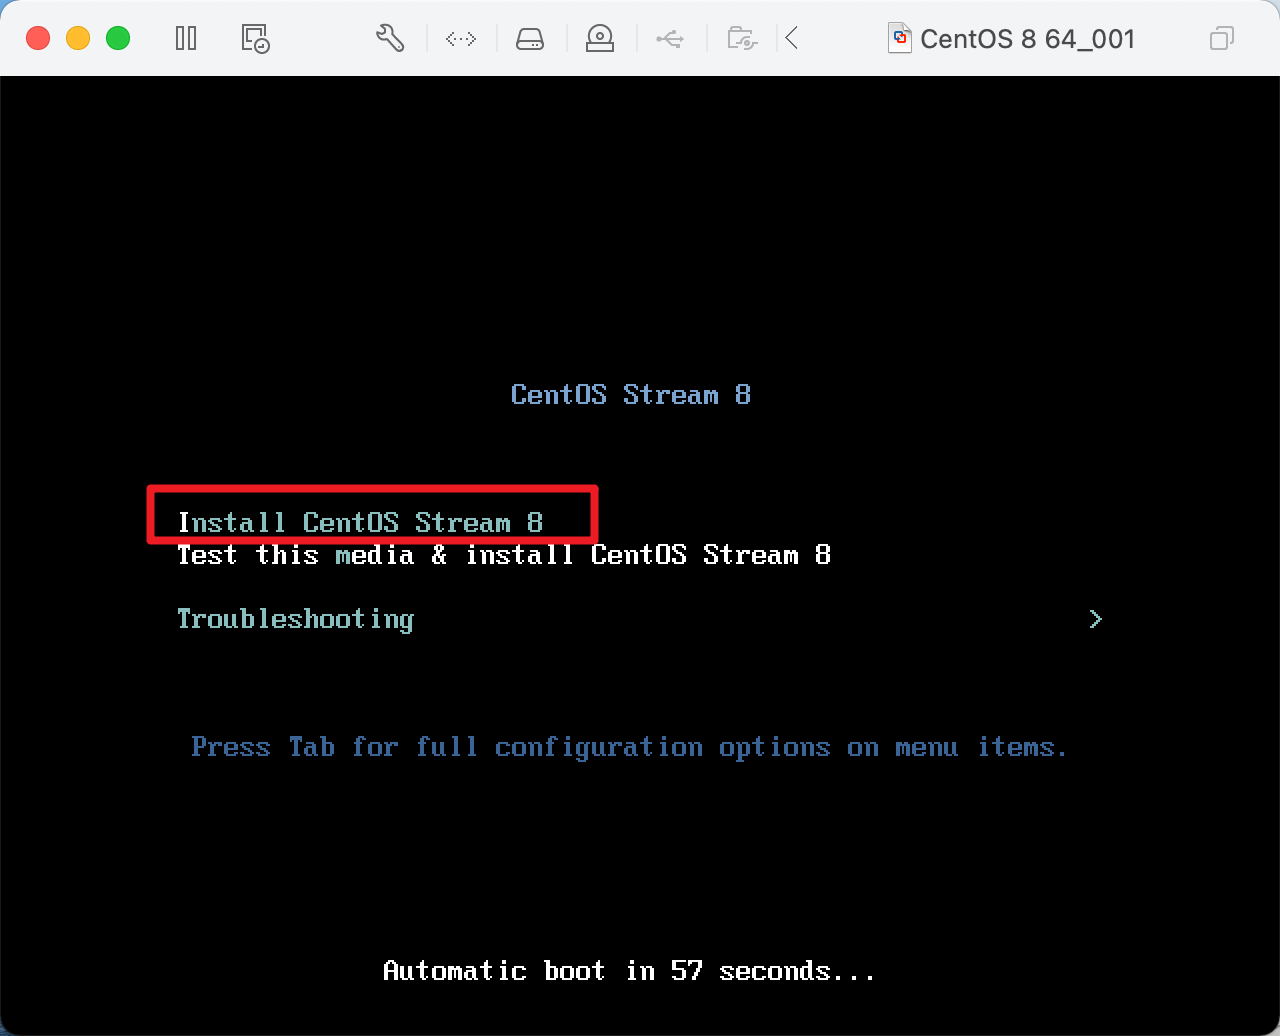 CentOS 8 64_001
CentOS Stream 8
Install CentOS Stream 8
Test this media & install CentOS Stream 8
Troubleshooting >
Press Tab for full configuration options on menu items.
Automatic boot in 57 seconds...